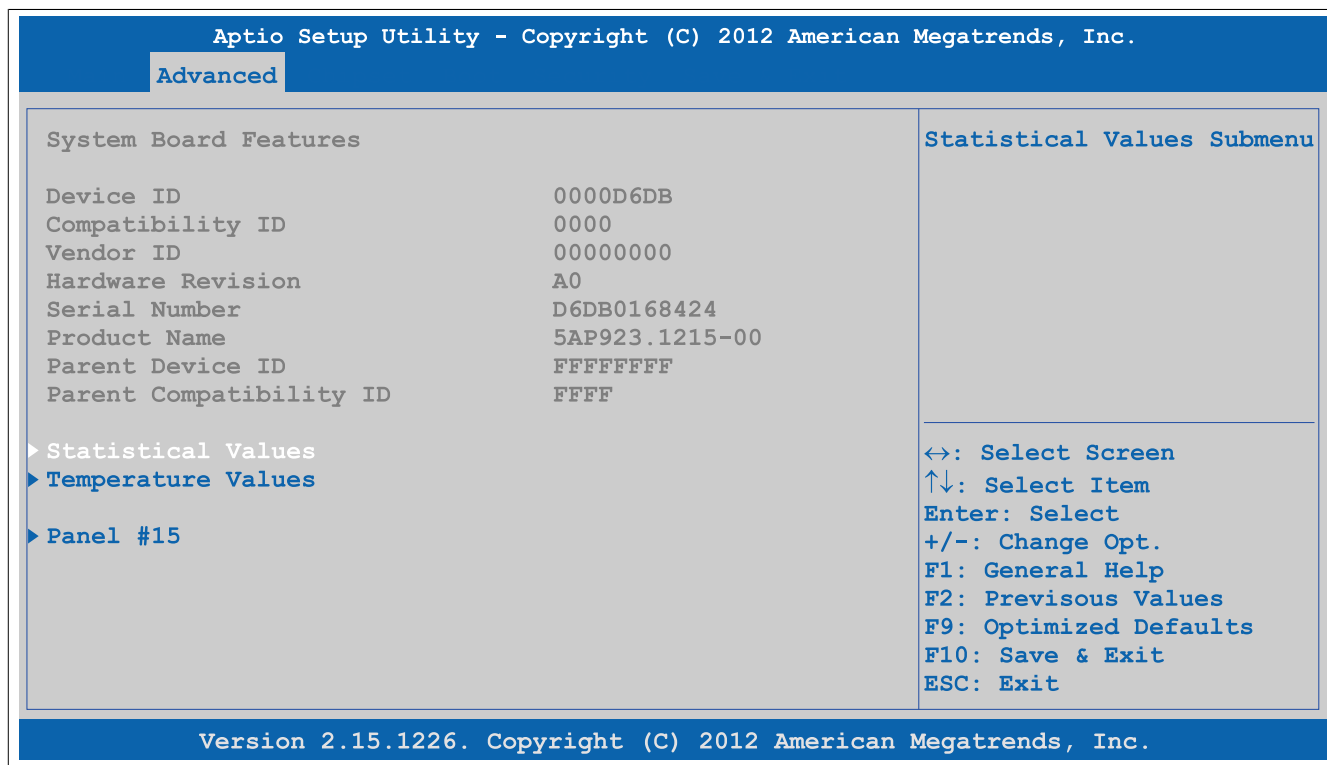 Aptio Setup Utility - Copyright (C) 2012 American Megatrends, Inc.
Advanced
System Board Features
Device ID 0000D6DB
Compatibility ID 0000
Vendor ID 00000000
Hardware Revision A0
Serial Number D6DB0168424
Product Name 5AP923.1215-00
Parent Device ID FFFFFFFF
Parent Compatibility ID FFFF
Statistical Values
Temperature Values
Panel #15
Statistical Values Submenu
↔: Select Screen
↑↓: Select Item
Enter: Select
+/-: Change Opt.
F1: General Help
F2: Previsous Values
F9: Optimized Defaults
F10: Save & Exit
ESC: Exit
Version 2.15.1226. Copyright (C) 2012 American Megatrends, Inc.